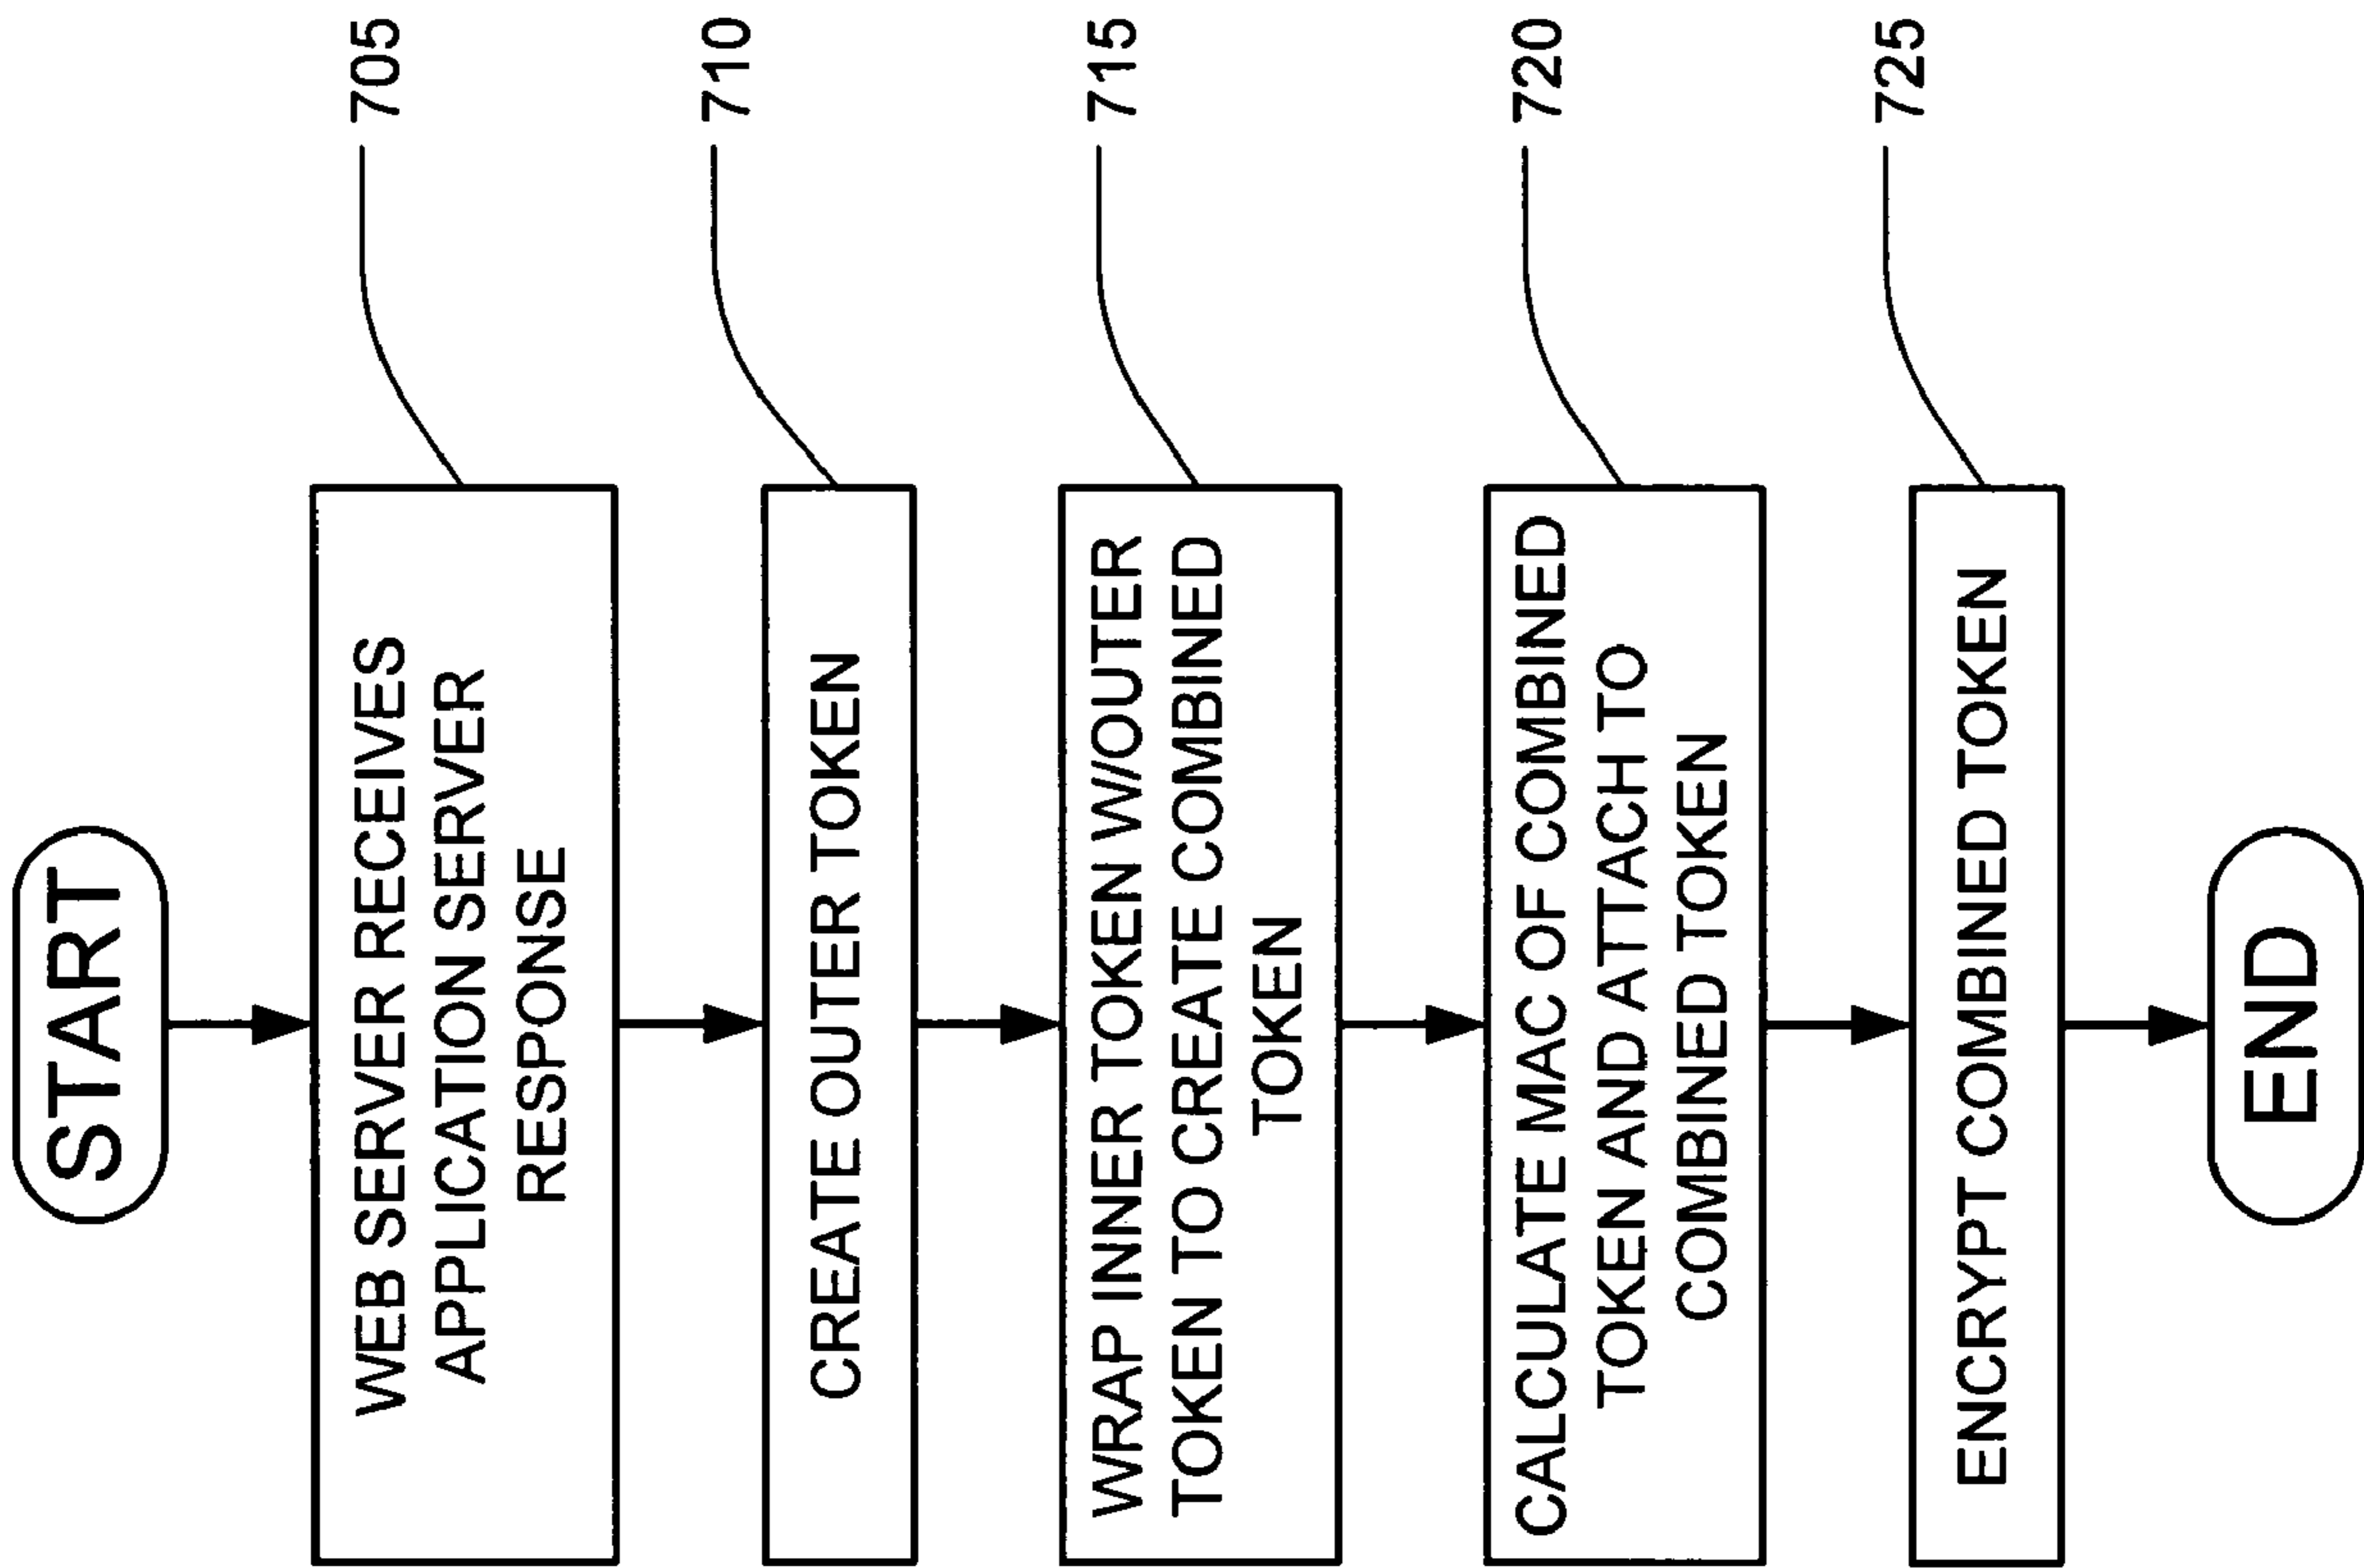 START
WEB SERVER RECEIVES
APPLICATION SERVER
RESPONSE
705
CREATE OUTER TOKEN
710
WRAP INNER TOKEN W/OUTER
TOKEN TO CREATE COMBINED
TOKEN
715
CALCULATE MAC OF COMBINED
TOKEN AND ATTACH TO
COMBINED TOKEN
720
ENCRYPT COMBINED TOKEN
725
END